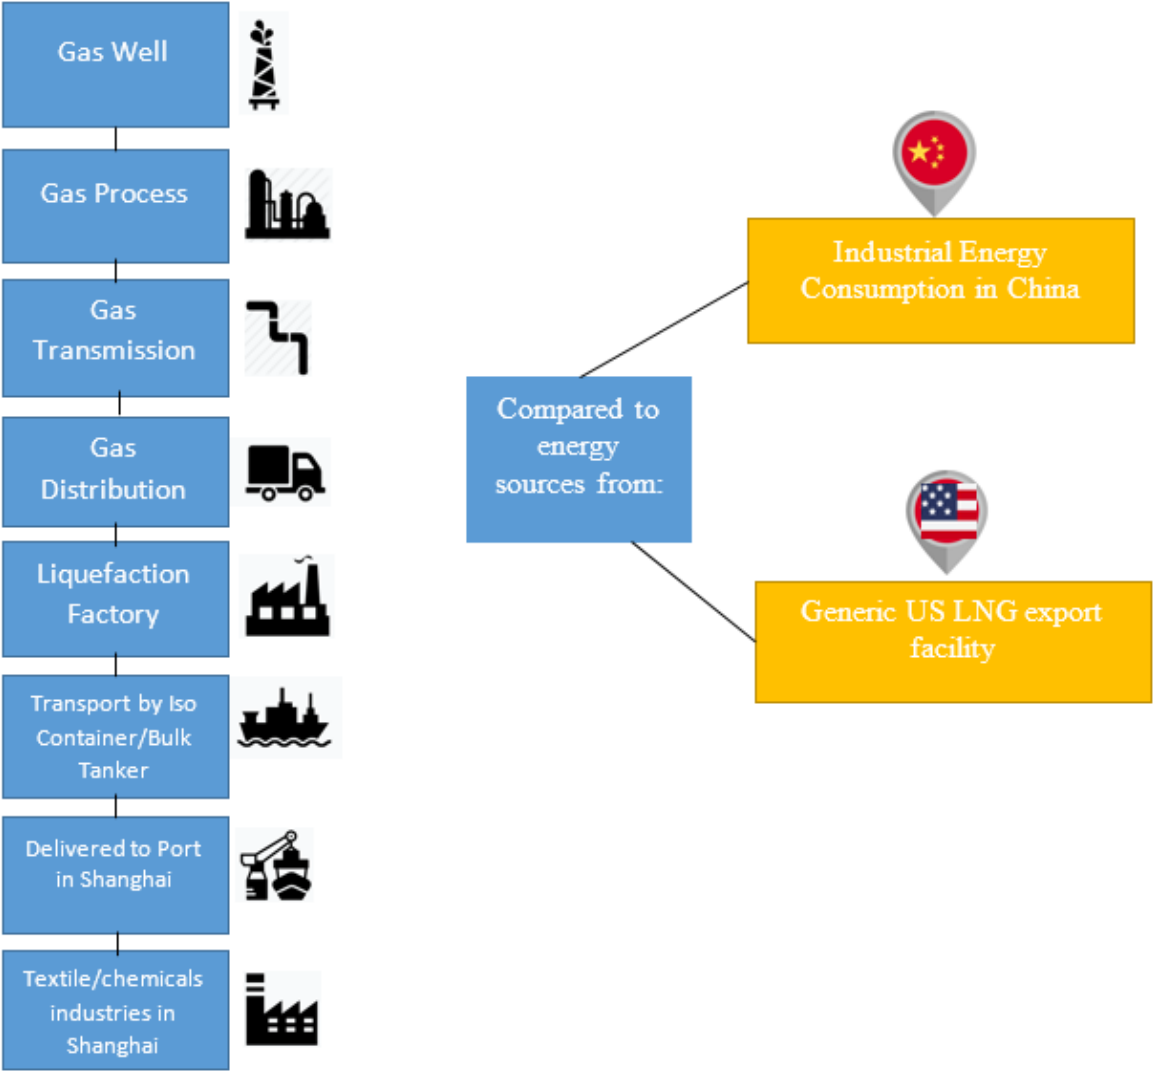 Gas Well
Gas Process
Gas
Transmission
Gas
Distribution
Liquefaction
Factory
Transport by Iso
Container/Bulk
Tanker
Delivered to Port
in Shanghai
Textile/chemicals
industries in
Shanghai
Compared to
energy
sources from:
Industrial Energy
Consumption in China
Generic US LNG export
facility